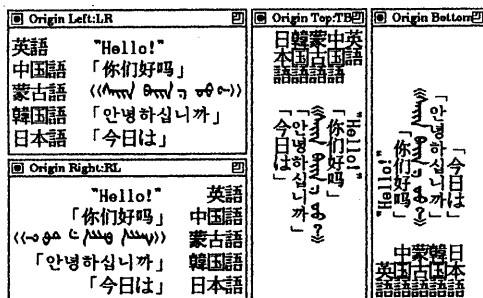 Origin Left:LR
英語 "Hello!"
中国語 「你们好吗」
蒙古語
韓国語 「안녕하십니까」
日本語 「今日は」
Origin Right:RL
"Hello!" 英語
「你们好吗」 中国語
蒙古語
「안녕하십니까」 韓国語
「今日は」 日本語
Origin Top:TB
英語 "Hello!"
中国語 「你们好吗」
蒙古語
韓国語 「안녕하십니까」
日本語 「今日は」
Origin Bottom
"Hello!" 英語
「你们好吗」 中国語
蒙古語
「안녕하십니까」 韓国語
「今日は」 日本語